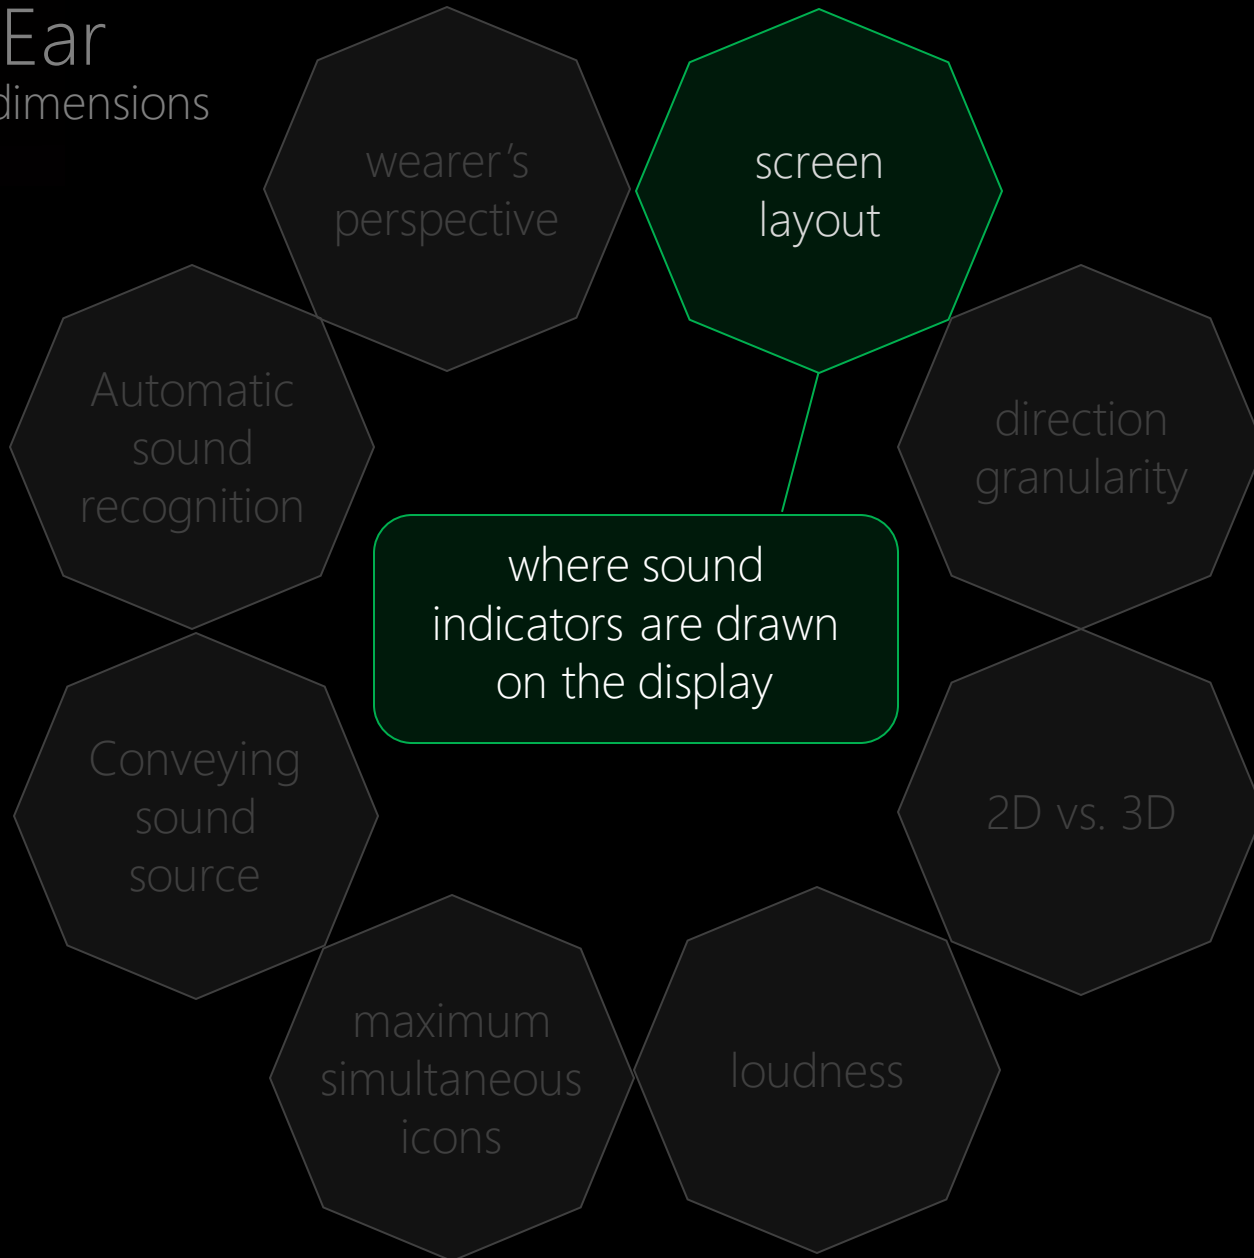 Ear
dimensions
wearer's
perspective
screen
layout
Automatic
sound
recognition
direction
granularity
where sound
indicators are drawn
on the display
Conveying
sound
source
2D vs. 3D
maximum
simultaneous
icons
loudness